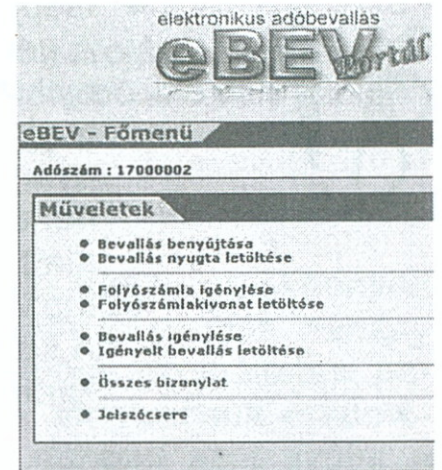 elektronikus adóbevallás
eBEV Portál
eBEV - Főmenü
Adószám : 17000002
Műveletek
Bevallás benyújtása
Bevallás nyugta letöltése
Folyószámla igénylése
Folyószámlakivonat letöltése
Bevallás igénylése
Igényelt bevallás letöltése
Összes bizonylat
Jelszócsere